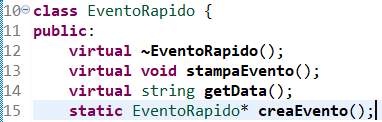 10 class EventoRapido {
11 public:
12 virtual ~EventoRapido();
13 virtual void stampaEvento();
14 virtual string getData();
15 static EventoRapido* creaEvento();